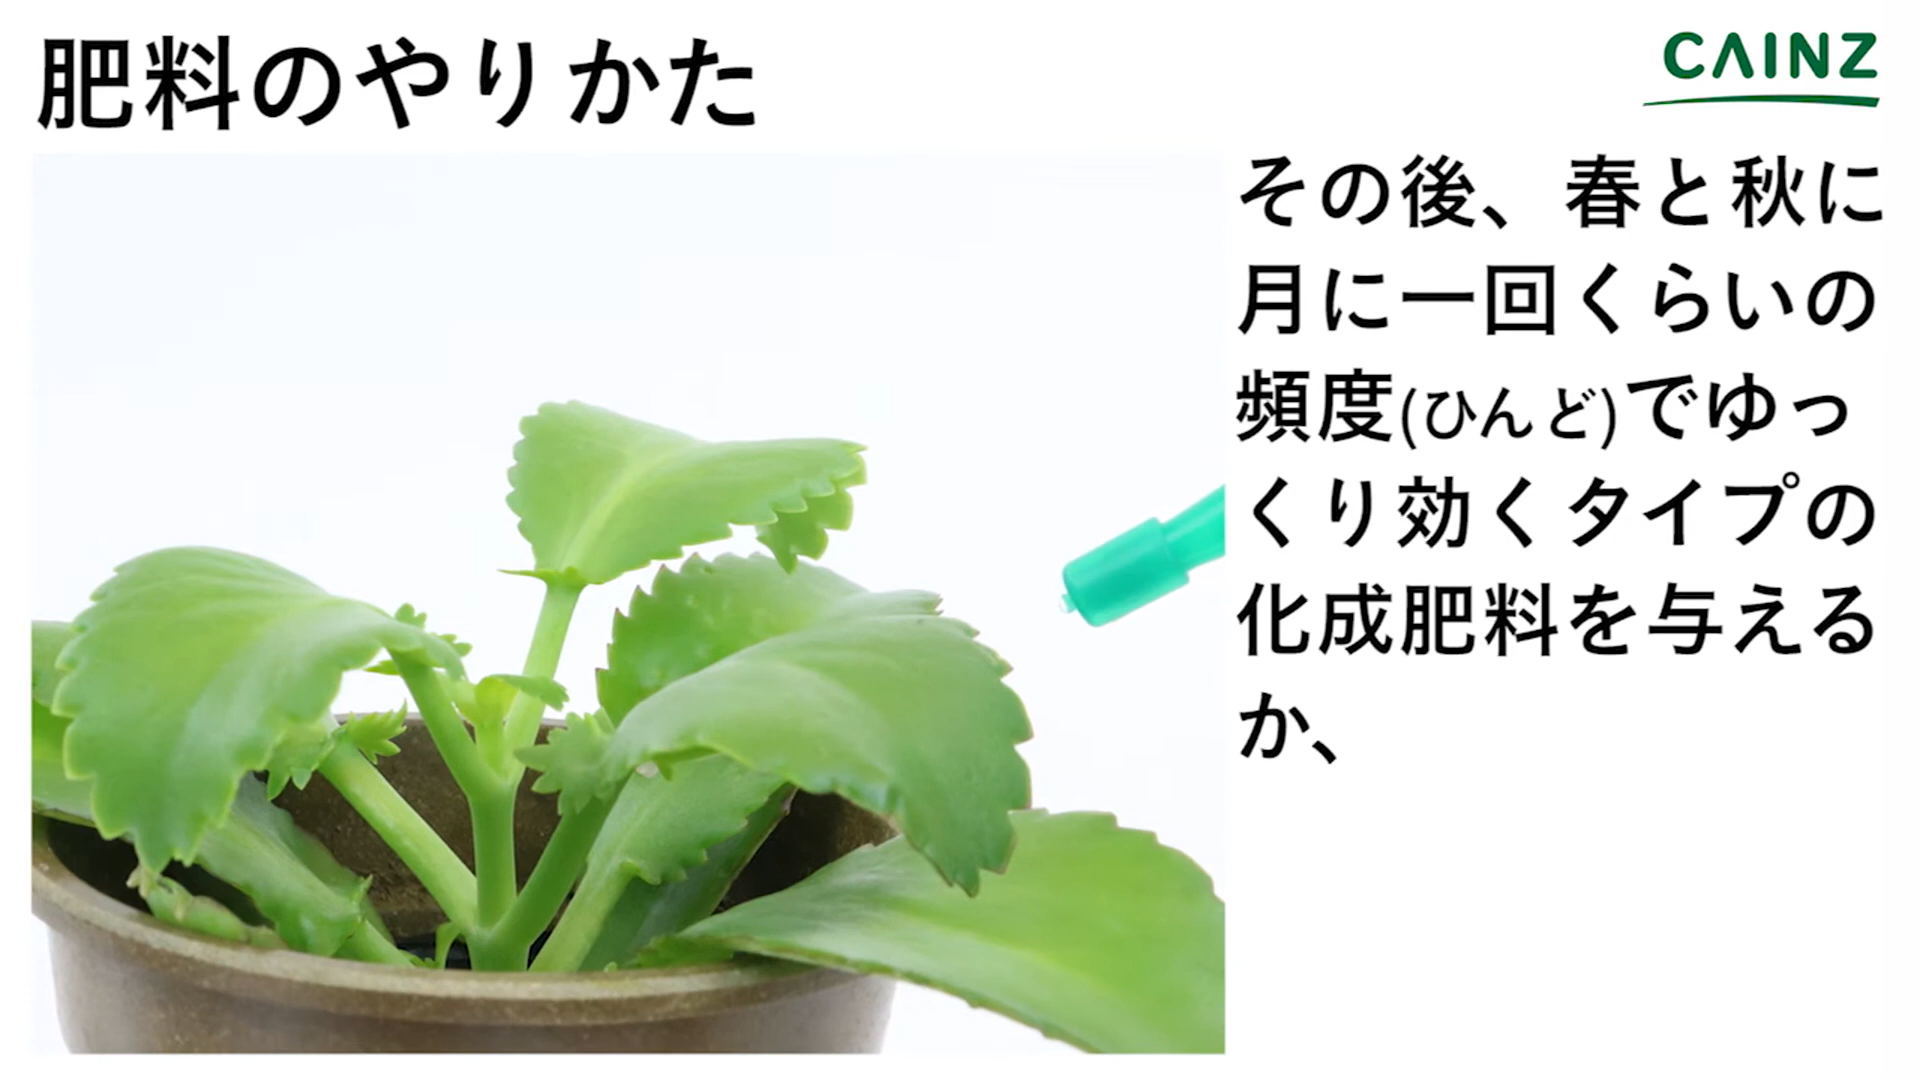 肥料のやりかた
CAINZ
その後、春と秋に
月に一回くらいの
頻度(ひんど)でゆっ
くり効くタイプの
化成肥料を与える
か、